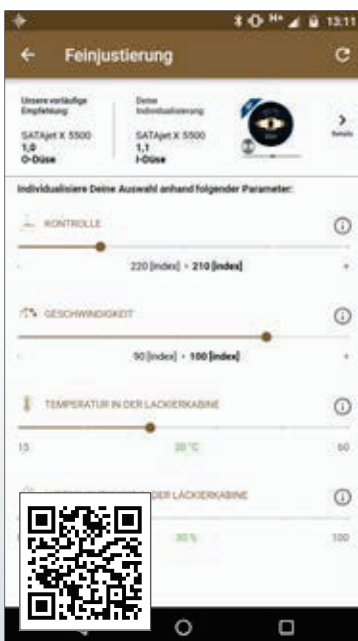 H+ 13:11
Feinjustierung
Unsere vorläufige
Empfehlung
SATAjet X 5500
1,0
O-Düse
Deine
Individualisierung
SATAjet X 5500
1,1
I-Düse
Details
Individualisiere Deine Auswahl anhand folgender Parameter:
KONTROLLE
- 220 [index] • 210 [index] +
GESCHWINDIGKEIT
- 90 [index] • 100 [index] +
TEMPERATUR IN DER LACKIERKABINE
15 20 °C 60
DER LACKIERKABINE
30 % 100